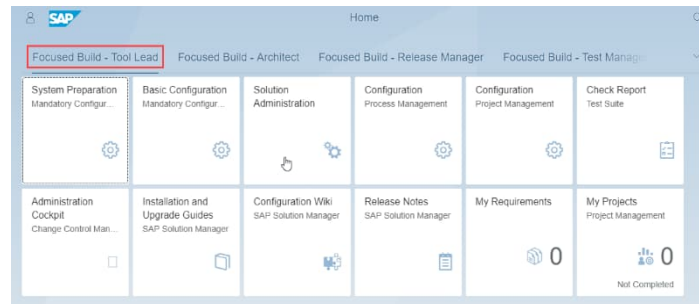 SAP
Home
Focused Build - Tool Lead
Focused Build - Architect
Focused Build - Release Manager
Focused Build - Test Manage
System Preparation
Mandatory Configur...
Basic Configuration
Mandatory Configur...
Solution
Administration
Configuration
Process Management
Configuration
Project Management
Check Report
Test Suite
Administration
Cockpit
Change Control Man...
Installation and
Upgrade Guides
SAP Solution Manager
Configuration Wiki
SAP Solution Manager
Release Notes
SAP Solution Manager
My Requirements
0
My Projects
Project Management
0
Not Completed